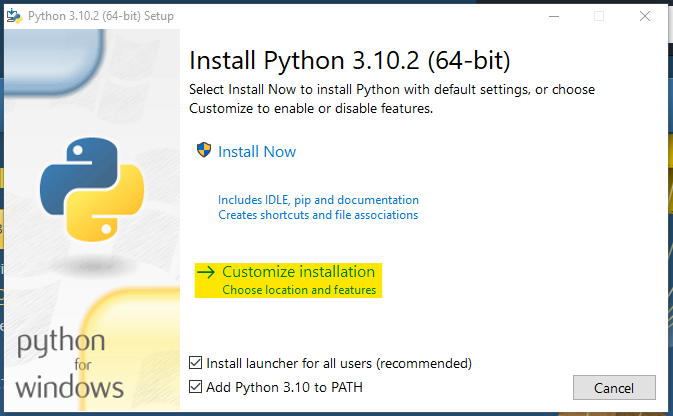 Python 3.10.2 (64-bit) Setup
Install Python 3.10.2 (64-bit)
Select Install Now to install Python with default settings, or choose
Customize to enable or disable features.
Install Now
Includes IDLE, pip and documentation
Creates shortcuts and file associations
Customize installation
Choose location and features
python
for
windows
Install launcher for all users (recommended)
Add Python 3.10 to PATH
Cancel